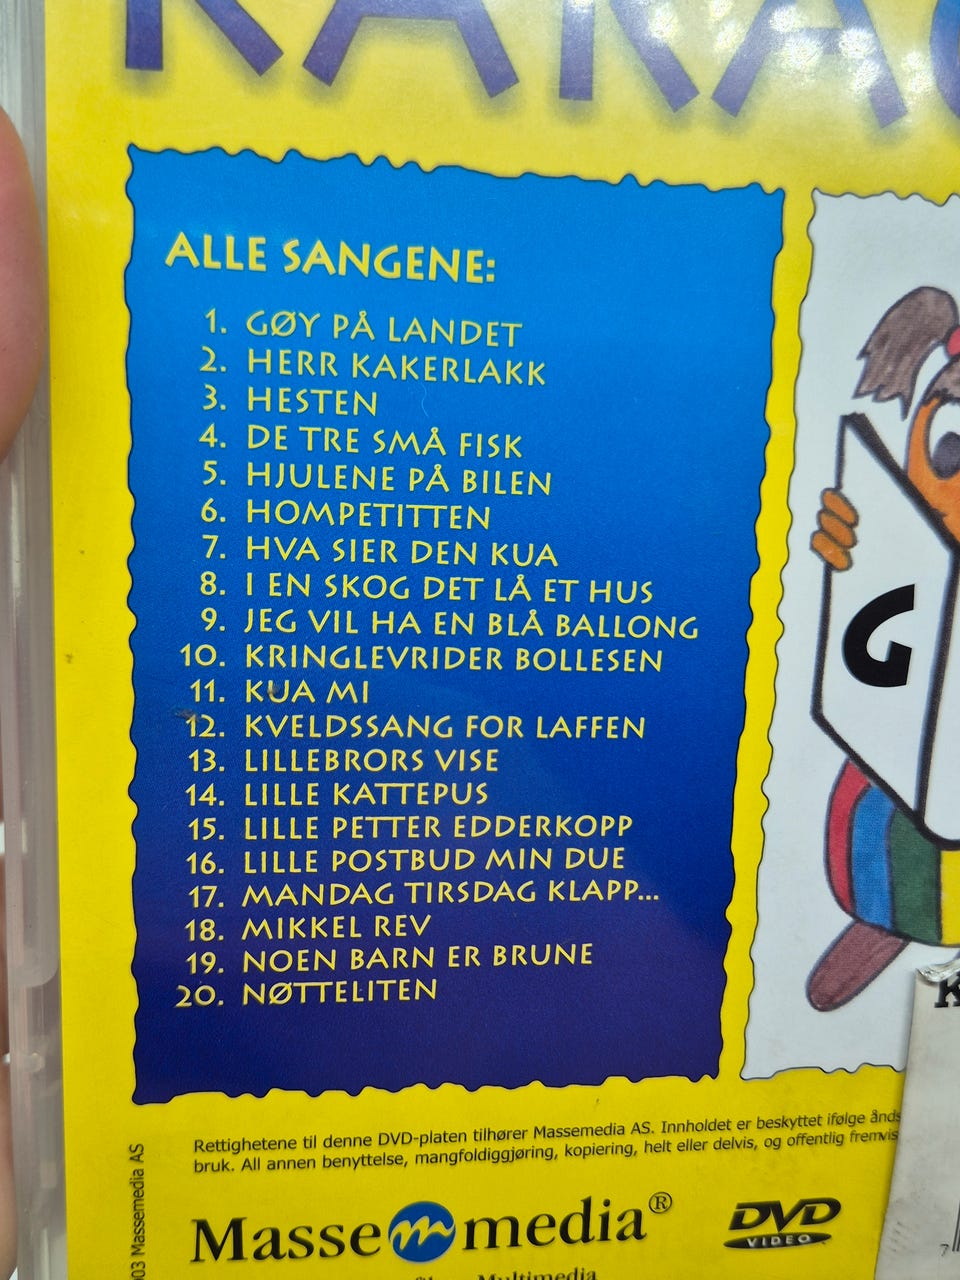 ALLE SANGENE:
1. GØY PÅ LANDET
2. HERR KAKERLAKK
3. HESTEN
4. DE TRE SMÅ FISK
5. HJULENE PÅ BILEN
6. HOMPETITTEN
7. HVA SIER DEN KUA
8. I EN SKOG DET LÅ ET HUS
9. JEG VIL HA EN BLÅ BALLONG
10. KRINGLEVRIDER BOLLESEN
11. KUA MI
12. KVELDSSANG FOR LAFFEN
13. LILLEBRORS VISE
14. LILLE KATTEPUS
15. LILLE PETTER EDDERKOPP
16. LILLE POSTBUD MIN DUE
17. MANDAG TIRSDAG KLAPP...
18. MIKKEL REV
19. NOEN BARN ER BRUNE
20. NØTTELITEN
G
Rettighetene til denne DVD-platen tilhører Massemedia AS. Innholdet er beskyttet ifølge ånds
bruk. All annen benyttelse, mangfoldiggjøring, kopiering, helt eller delvis, og offentlig fremvis
03 Massemedia AS
Masse m media®
DVD
VIDEO
Multimedia